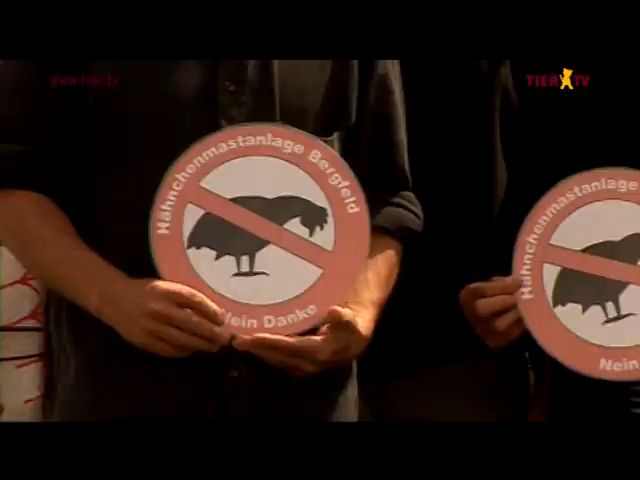 TIER TV
Hähnchenmastanlage Bergfeld
Nein Danke
Hähnchenmastanlage
Nein